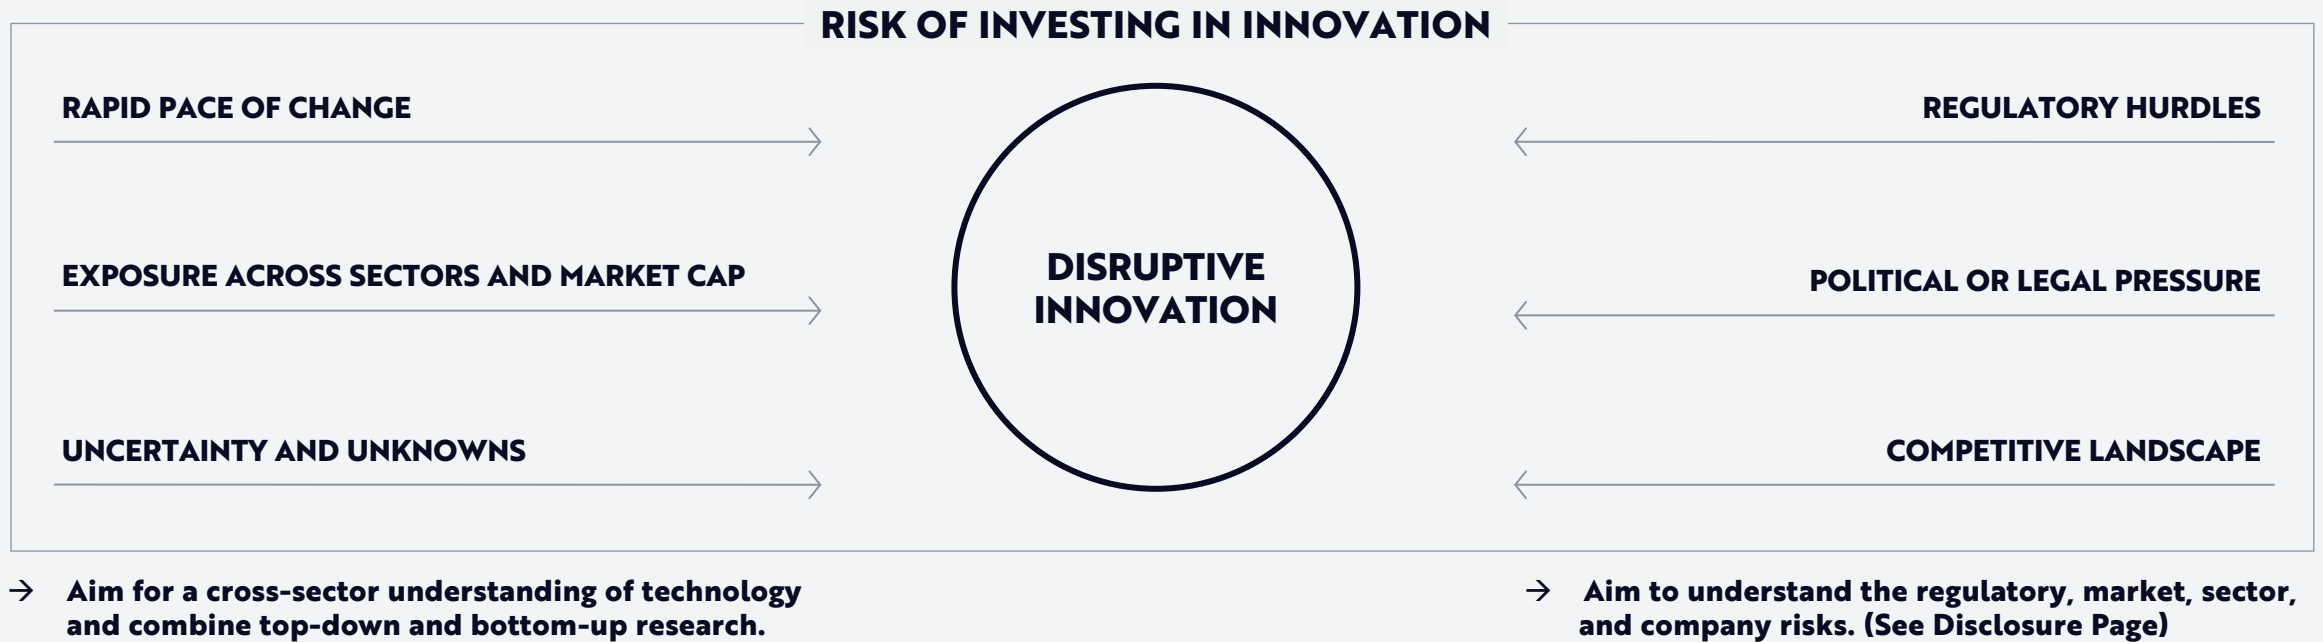 RISK OF INVESTING IN INNOVATION
RAPID PACE OF CHANGE
EXPOSURE ACROSS SECTORS AND MARKET CAP
UNCERTAINTY AND UNKNOWNS
DISRUPTIVE
INNOVATION
REGULATORY HURDLES
POLITICAL OR LEGAL PRESSURE
COMPETITIVE LANDSCAPE
→ Aim for a cross-sector understanding of technology
and combine top-down and bottom-up research.
→ Aim to understand the regulatory, market, sector,
and company risks. (See Disclosure Page)